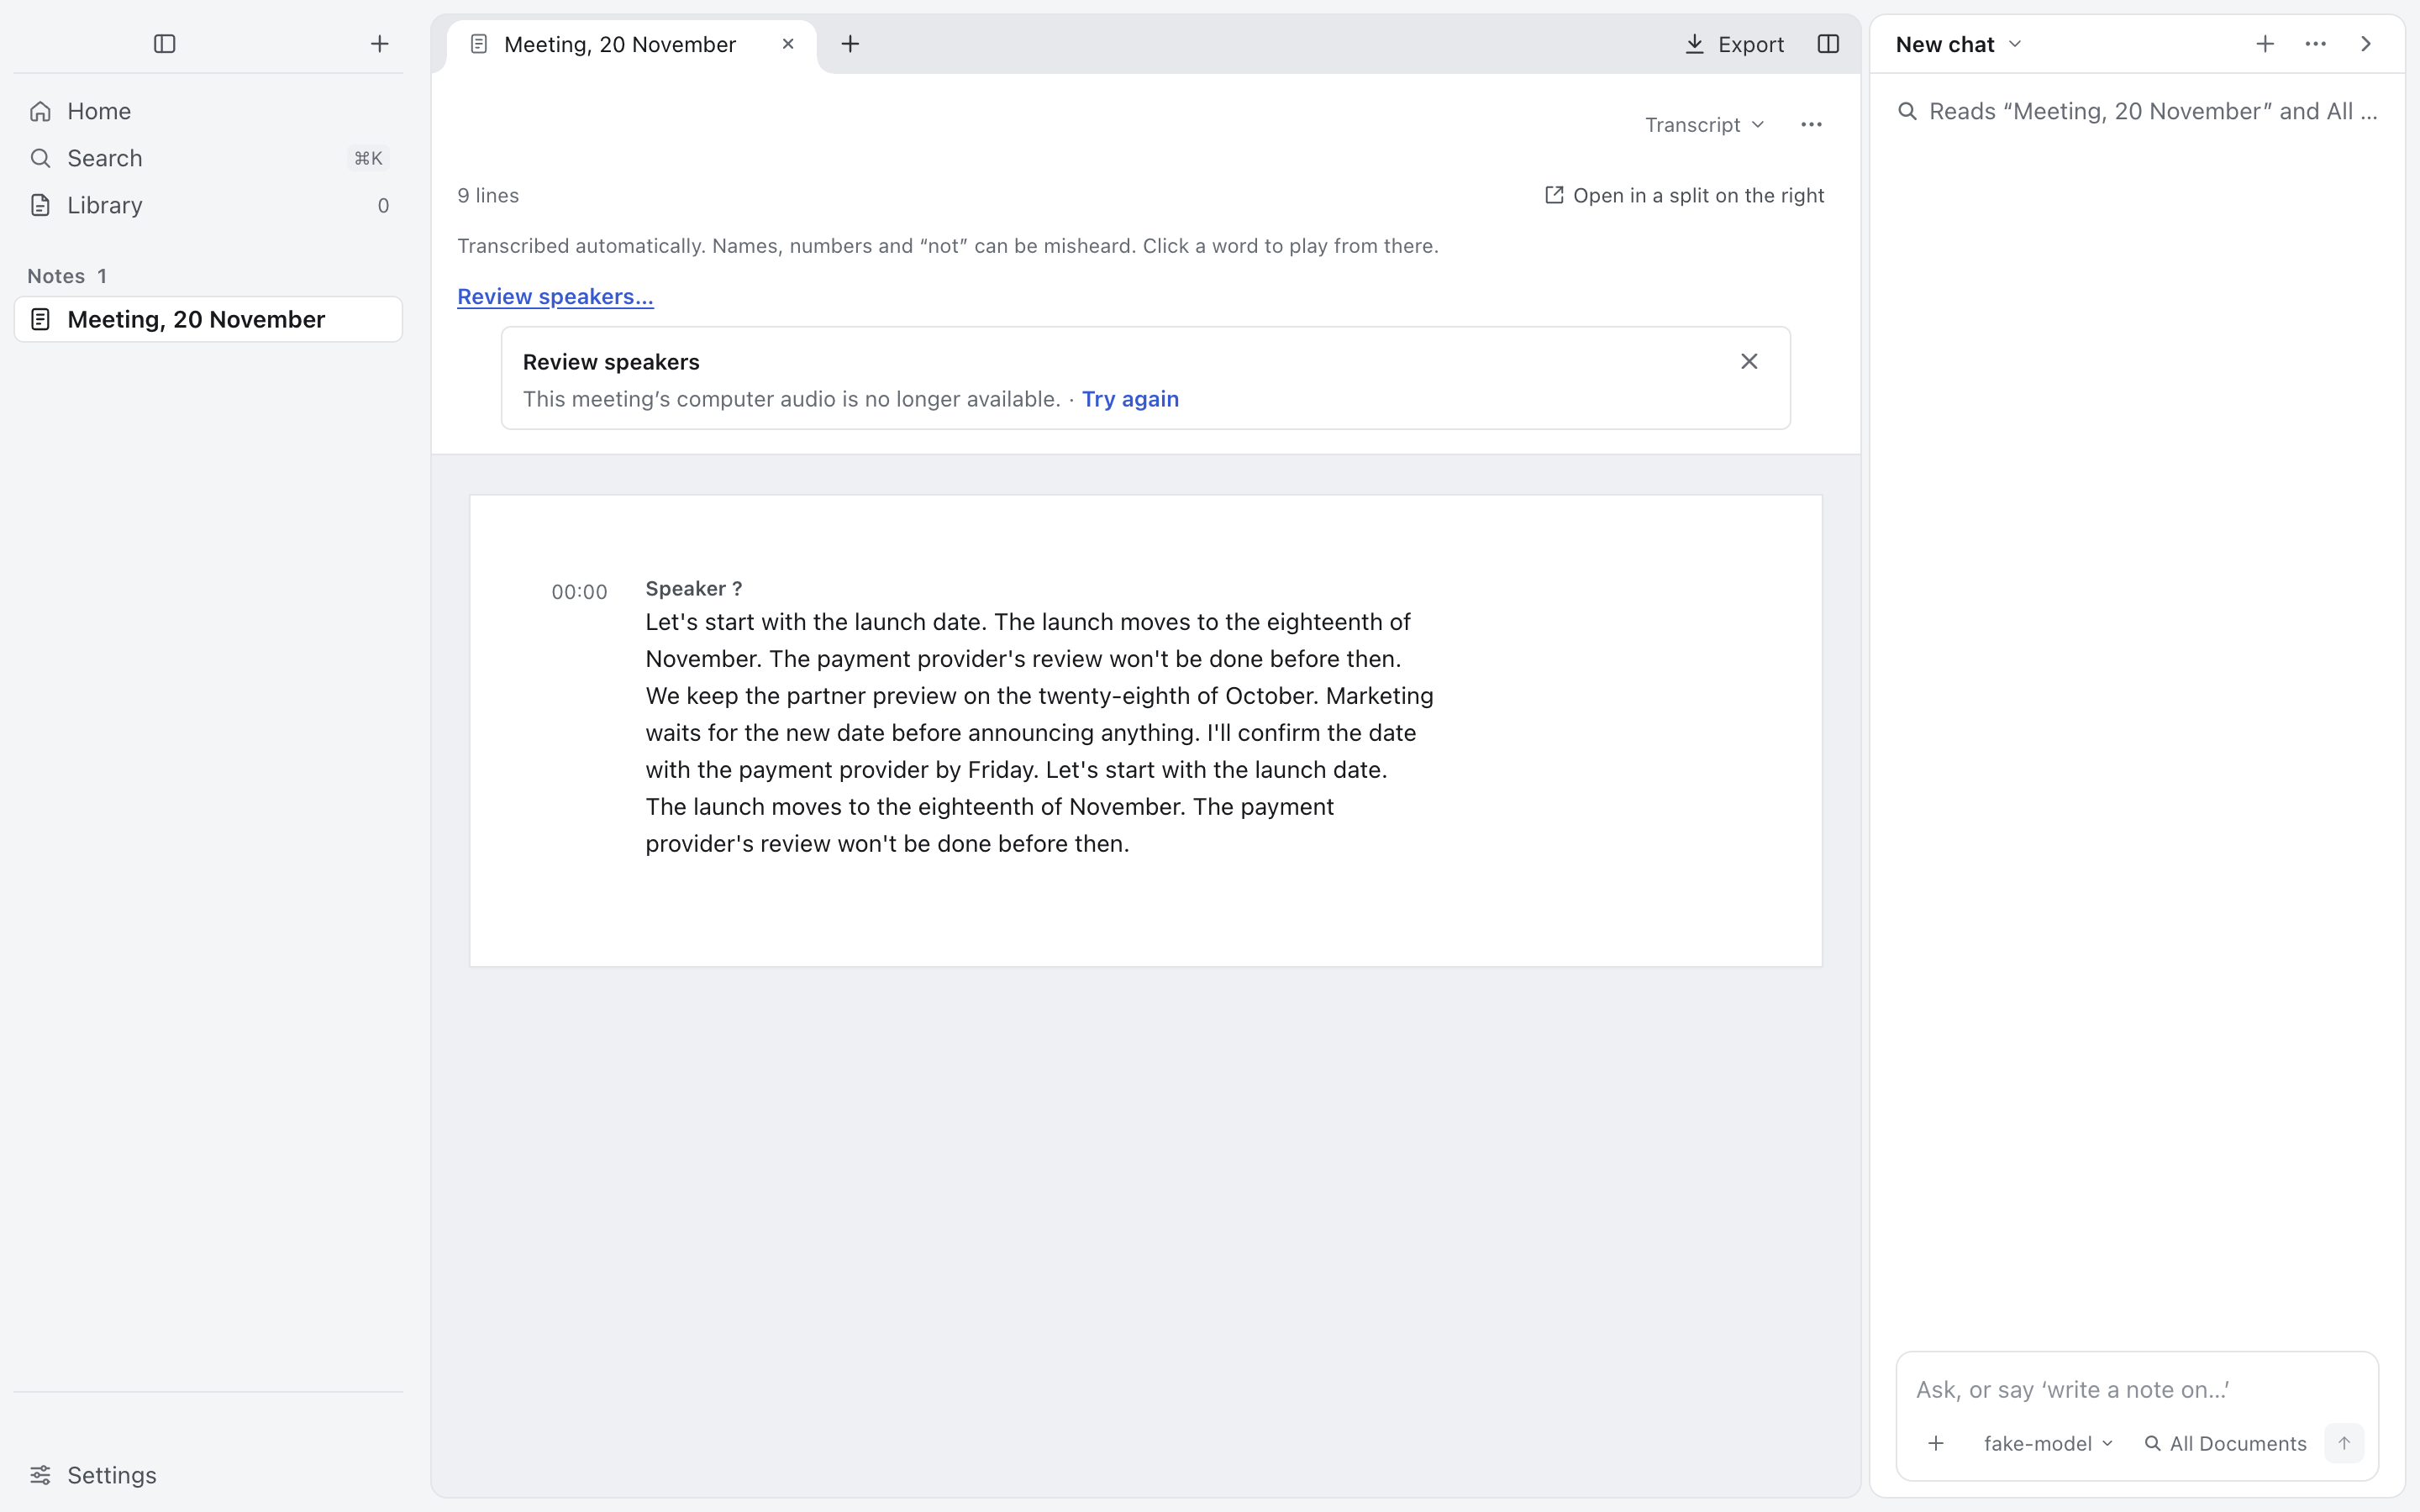 Home
Search ⌘K
Library 0
Notes 1
Meeting, 20 November
Settings
Meeting, 20 November
Export
Transcript
9 lines
Open in a split on the right
Transcribed automatically. Names, numbers and “not” can be misheard. Click a word to play from there.
Review speakers...
Review speakers
This meeting’s computer audio is no longer available. · Try again
00:00 Speaker ?
Let's start with the launch date. The launch moves to the eighteenth of
November. The payment provider's review won't be done before then.
We keep the partner preview on the twenty-eighth of October. Marketing
waits for the new date before announcing anything. I'll confirm the date
with the payment provider by Friday. Let's start with the launch date.
The launch moves to the eighteenth of November. The payment
provider's review won't be done before then.
New chat
Reads “Meeting, 20 November” and All ...
Ask, or say ‘write a note on...’
fake-model All Documents